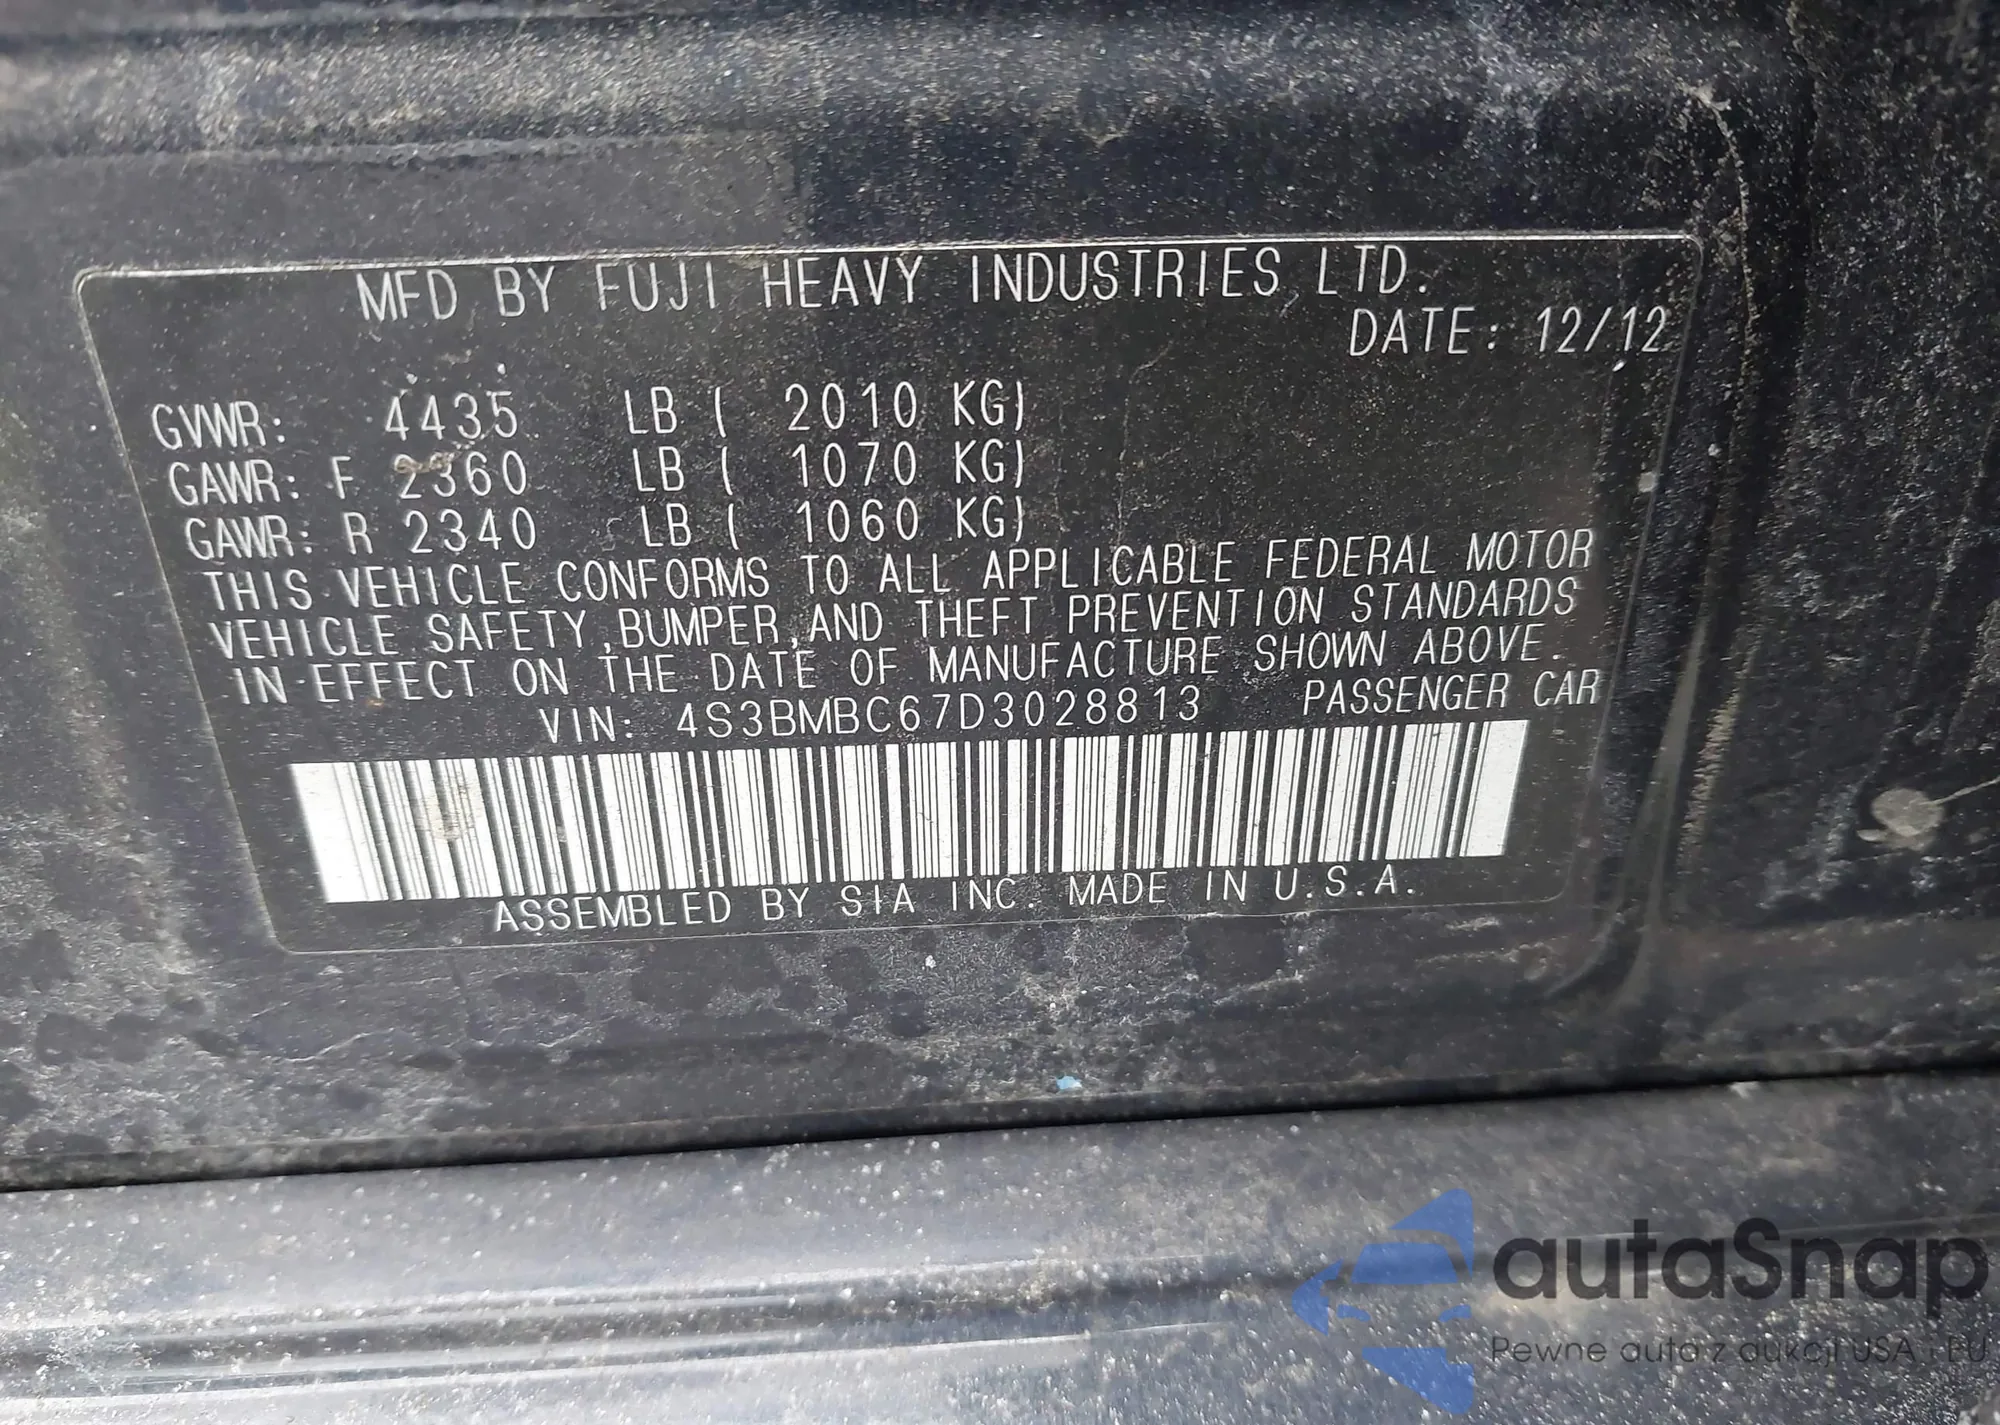 MFD BY FUJI HEAVY INDUSTRIES LTD.
DATE: 12/12
GVWR: 4435 LB ( 2010 KG)
GAWR: F 2360 LB ( 1070 KG)
GAWR: R 2340 LB ( 1060 KG)
THIS VEHICLE CONFORMS TO ALL APPLICABLE FEDERAL MOTOR
VEHICLE SAFETY,BUMPER,AND THEFT PREVENTION STANDARDS
IN EFFECT ON THE DATE OF MANUFACTURE SHOWN ABOVE.
VIN: 4S3BMBC67D3028813 PASSENGER CAR
ASSEMBLED BY SIA INC. MADE IN U.S.A.
autaSnap
Pewne auta z aukcji USA i EU